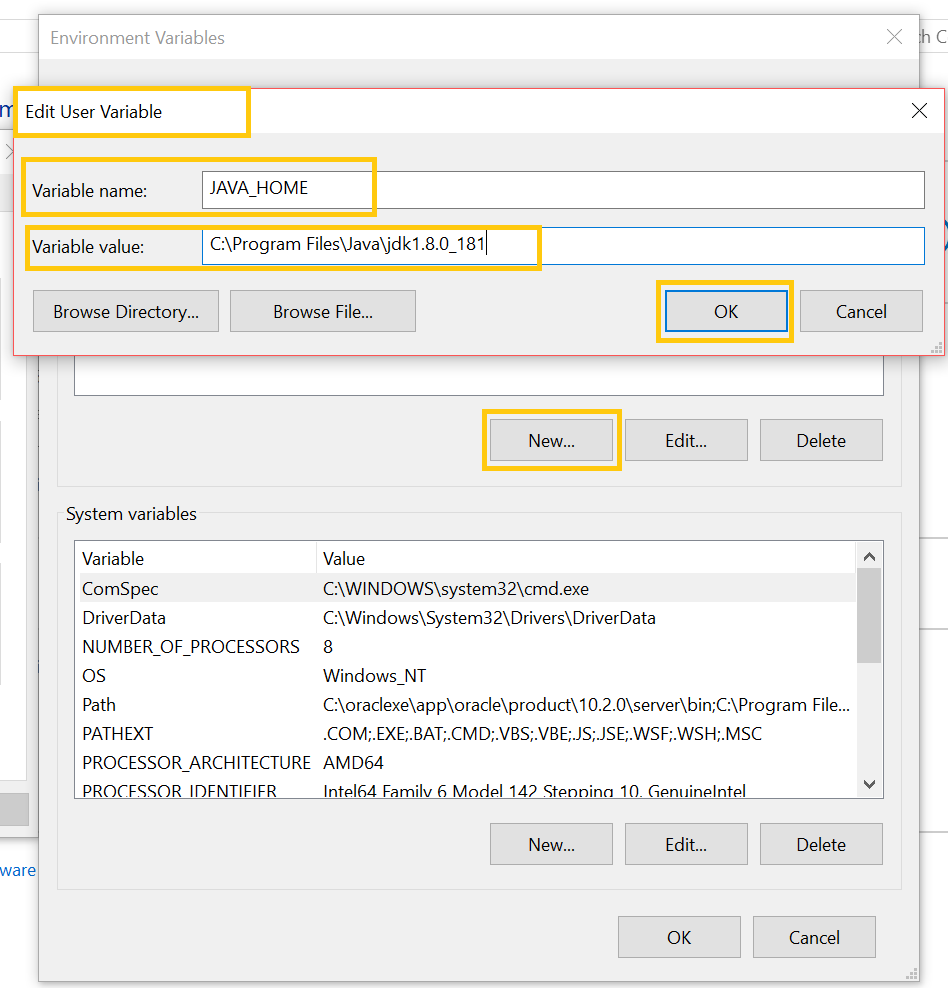 Environment Variables
ch C
m
Edit User Variable
Variable name: JAVA_HOME
Variable value: C:\Program Files\Java\jdk1.8.0_181
Browse Directory... Browse File... OK Cancel
New... Edit... Delete
System variables
Variable Value
ComSpec C:\WINDOWS\system32\cmd.exe
DriverData C:\Windows\System32\Drivers\DriverData
NUMBER_OF_PROCESSORS 8
OS Windows_NT
Path C:\oraclexe\app\oracle\product\10.2.0\server\bin;C:\Program File...
PATHEXT .COM;.EXE;.BAT;.CMD;.VBS;.VBE;.JS;.JSE;.WSF;.WSH;.MSC
PROCESSOR_ARCHITECTURE AMD64
PROCESSOR_IDENTIFIER Intel64 Family 6 Model 142 Stepping 10, GenuineIntel
New... Edit... Delete
ware
OK Cancel